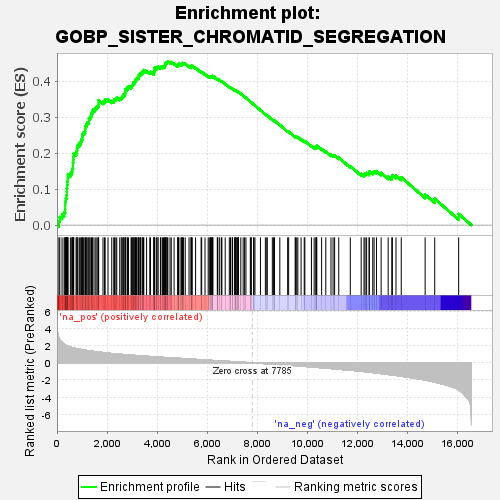 Enrichment plot:
GOBP_SISTER_CHROMATID_SEGREGATION
Enrichment score (ES)
0.4
0.3
0.2
0.1
0.0
Ranked list metric (PreRanked)
6
4
2
0
-2
-4
-6
'na_pos' (positively correlated)
Zero cross at 7785
'na_neg' (negatively correlated)
0
2,000
4,000
6,000
8,000
10,000
12,000
14,000
16,000
Rank in Ordered Dataset
Enrichment profile
Hits
Ranking metric scores